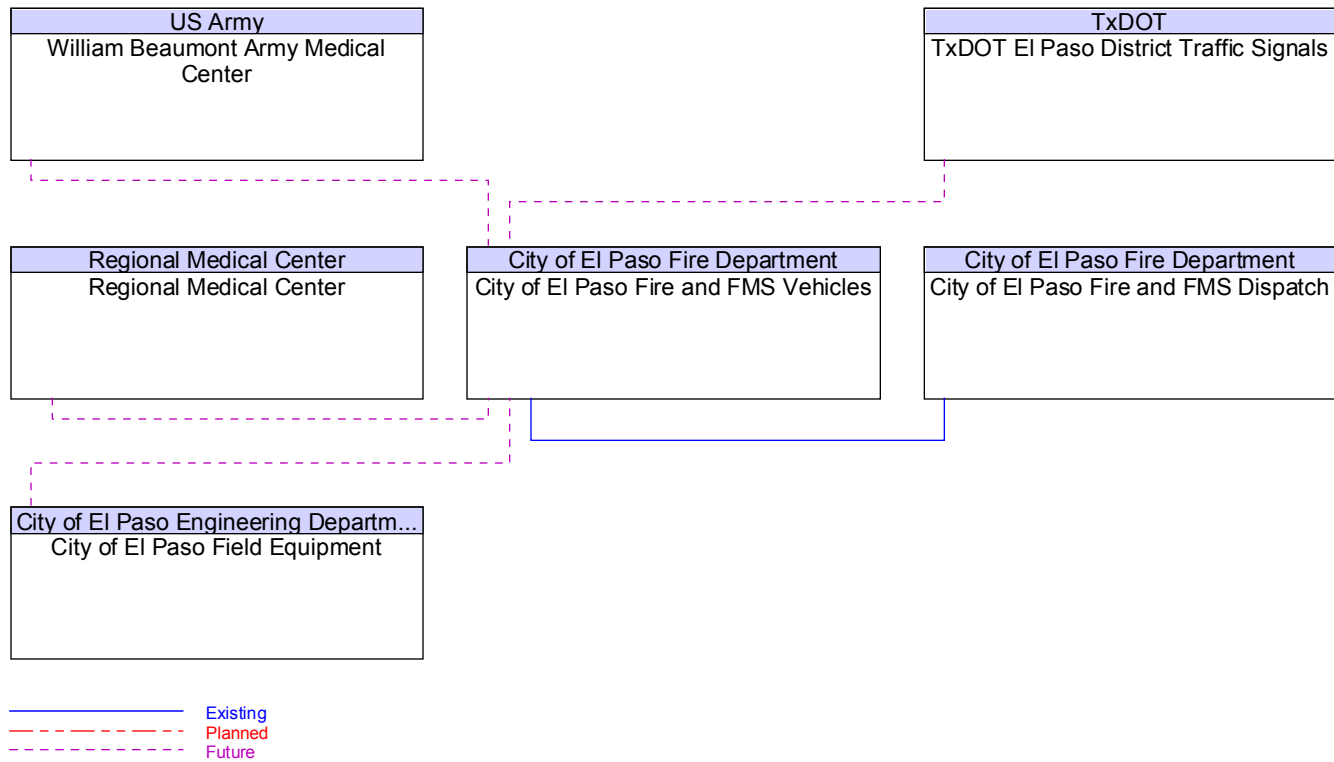 US Army
William Beaumont Army Medical
Center
TxDOT
TxDOT El Paso District Traffic Signals
Regional Medical Center
Regional Medical Center
City of El Paso Fire Department
City of El Paso Fire and FMS Vehicles
City of El Paso Fire Department
City of El Paso Fire and FMS Dispatch
City of El Paso Engineering Departm...
City of El Paso Field Equipment
Existing
Planned
Future